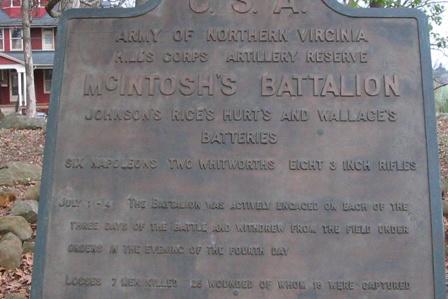 C. S. A.
ARMY OF NORTHERN VIRGINIA
HILL'S CORPS ARTILLERY RESERVE
McINTOSH'S BATTALION
JOHNSON'S RICE'S HURT'S AND WALLACE'S
BATTERIES
SIX NAPOLEONS TWO WHITWORTHS EIGHT 3 INCH RIFLES
JULY 1-4 THE BATTALION WAS ACTIVELY ENGAGED ON EACH OF THE
THREE DAYS OF THE BATTLE AND WITHDREW FROM THE FIELD UNDER
ORDERS IN THE EVENING OF THE FOURTH DAY
LOSSES 7 MEN KILLED 25 WOUNDED OF WHOM 16 WERE CAPTURED